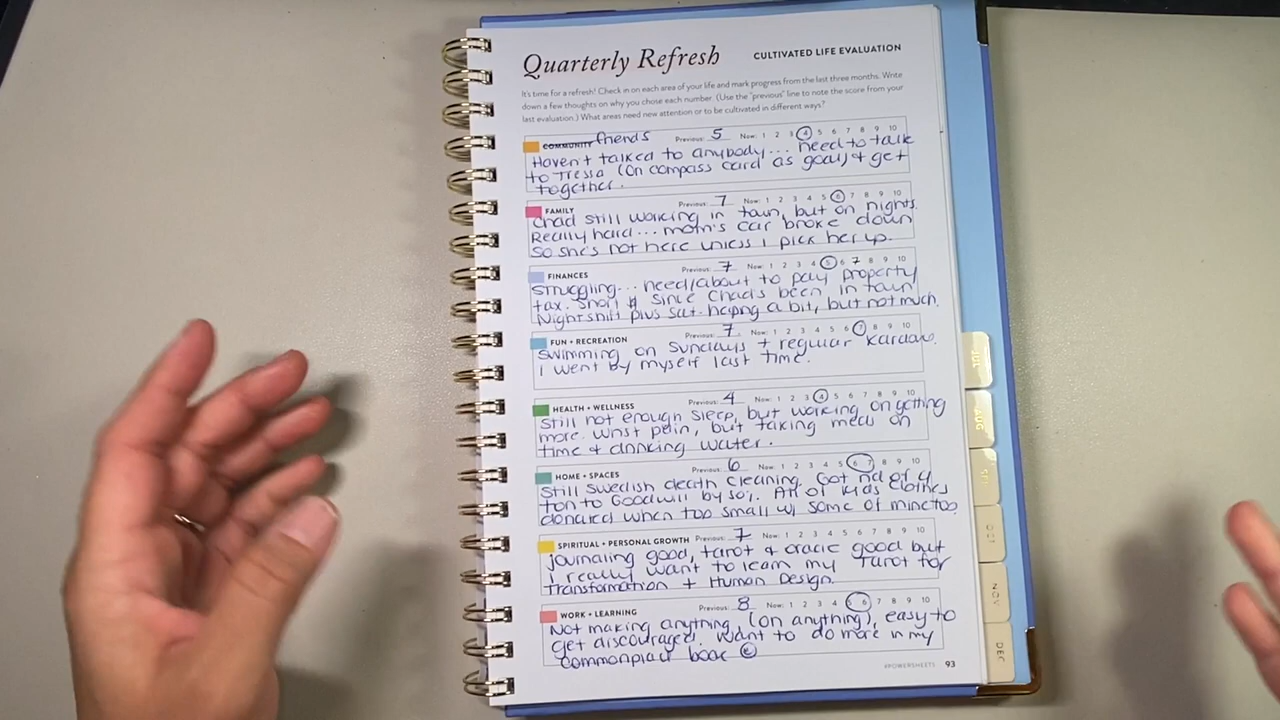 Quarterly Refresh CULTIVATED LIFE EVALUATION
It's time for a refresh! Check in on each area of your life and mark progress from the last three months. Write
down a few thoughts on why you chose each number. (Use the "previous" line to note the score from your
last evaluation.) What areas need new attention or to be cultivated in different ways?
COMMUNITY friends Previous: 5 Now: 1 2 3 4 5 6 7 8 9 10
Haven't talked to anybody... need to talk
to Tressa (on compass card as goal) & get
together.
FAMILY Previous: 7 Now: 1 2 3 4 5 6 7 8 9 10
Chad still working in town, but on nights.
Really hard... mom's car broke down
so she's not here unless I pick her up.
FINANCES Previous: 7 Now: 1 2 3 4 5 6 7 8 9 10
Struggling... need/about to pay property
tax. Short $ since Chad's been in town
Nightshift plus Sat. helping a bit, but not much.
FUN + RECREATION Previous: 7 Now: 1 2 3 4 5 6 7 8 9 10
Swimming on Sundays + regular Kardow.
I went by myself last time.
HEALTH + WELLNESS Previous: 4 Now: 1 2 3 4 5 6 7 8 9 10
Still not enough sleep, but working on getting
more. Wrist pain, but taking meds on
time & drinking water.
HOME + SPACES Previous: 6 Now: 1 2 3 4 5 6 7 8 9 10
Still Swedish death cleaning. Got rid of a
ton to Goodwill by so. All of kids clothes
donated when too small w/ some of mine too.
SPIRITUAL + PERSONAL GROWTH Previous: 7 Now: 1 2 3 4 5 6 7 8 9 10
Journaling good, tarot & oracle good but
I really want to learn my Tarot for
Transformation + Human Design.
WORK + LEARNING Previous: 8 Now: 1 2 3 4 5 6 7 8 9 10
Not making anything, (on anything), easy to
get discouraged. Want to do more in my
commonplace book
#POWERSHEETS 93
JUL
AUG
SEP
OCT
NOV
DEC